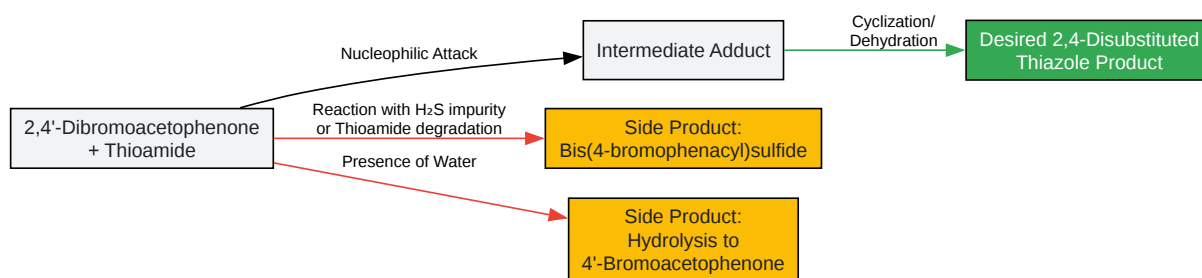 Nucleophilic Attack
Intermediate Adduct
Cyclization/
Dehydration
Desired 2,4-Disubstituted
Thiazole Product
2,4'-Dibromoacetophenone
+ Thioamide
Reaction with H₂S impurity
or Thioamide degradation
Side Product:
Bis(4-bromophenacyl)sulfide
Presence of Water
Side Product:
Hydrolysis to
4'-Bromoacetophenone